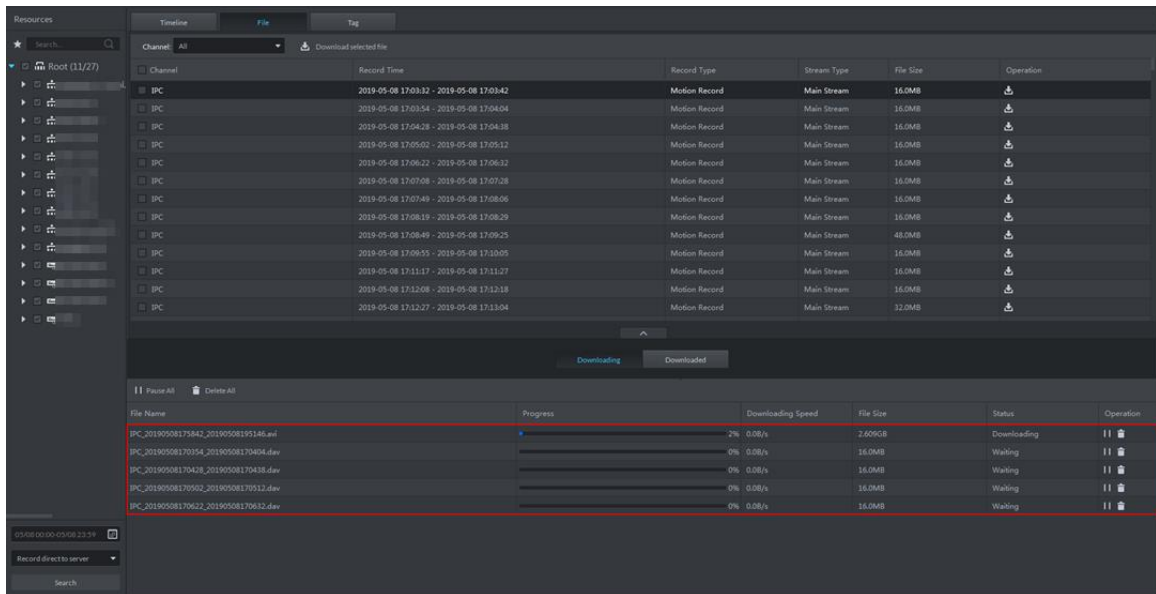 Resources
Search...
Root (11/27)
Timeline File Tag
Channel: All Download selected file
Channel Record Time Record Type Stream Type File Size Operation
IPC 2019-05-08 17:03:32 - 2019-05-08 17:03:42 Motion Record Main Stream 16.0MB
IPC 2019-05-08 17:03:54 - 2019-05-08 17:04:04 Motion Record Main Stream 16.0MB
IPC 2019-05-08 17:04:28 - 2019-05-08 17:04:38 Motion Record Main Stream 16.0MB
IPC 2019-05-08 17:05:02 - 2019-05-08 17:05:12 Motion Record Main Stream 16.0MB
IPC 2019-05-08 17:06:22 - 2019-05-08 17:06:32 Motion Record Main Stream 16.0MB
IPC 2019-05-08 17:07:08 - 2019-05-08 17:07:28 Motion Record Main Stream 16.0MB
IPC 2019-05-08 17:07:49 - 2019-05-08 17:08:06 Motion Record Main Stream 16.0MB
IPC 2019-05-08 17:08:19 - 2019-05-08 17:08:29 Motion Record Main Stream 16.0MB
IPC 2019-05-08 17:08:49 - 2019-05-08 17:09:25 Motion Record Main Stream 48.0MB
IPC 2019-05-08 17:09:55 - 2019-05-08 17:10:05 Motion Record Main Stream 16.0MB
IPC 2019-05-08 17:11:17 - 2019-05-08 17:11:27 Motion Record Main Stream 16.0MB
IPC 2019-05-08 17:12:08 - 2019-05-08 17:12:18 Motion Record Main Stream 16.0MB
IPC 2019-05-08 17:12:27 - 2019-05-08 17:13:04 Motion Record Main Stream 32.0MB
Downloading Downloaded
Pause All Delete All
File Name Progress Downloading Speed File Size Status Operation
IPC_20190508175842_20190508195146.avi 2% 0.0B/s 2.609GB Downloading
IPC_20190508170354_20190508170404.dav 0% 0.0B/s 16.0MB Waiting
IPC_20190508170428_20190508170438.dav 0% 0.0B/s 16.0MB Waiting
IPC_20190508170502_20190508170512.dav 0% 0.0B/s 16.0MB Waiting
IPC_20190508170622_20190508170632.dav 0% 0.0B/s 16.0MB Waiting
05/08 00:00-05/08 23:59
Record direct to server
Search